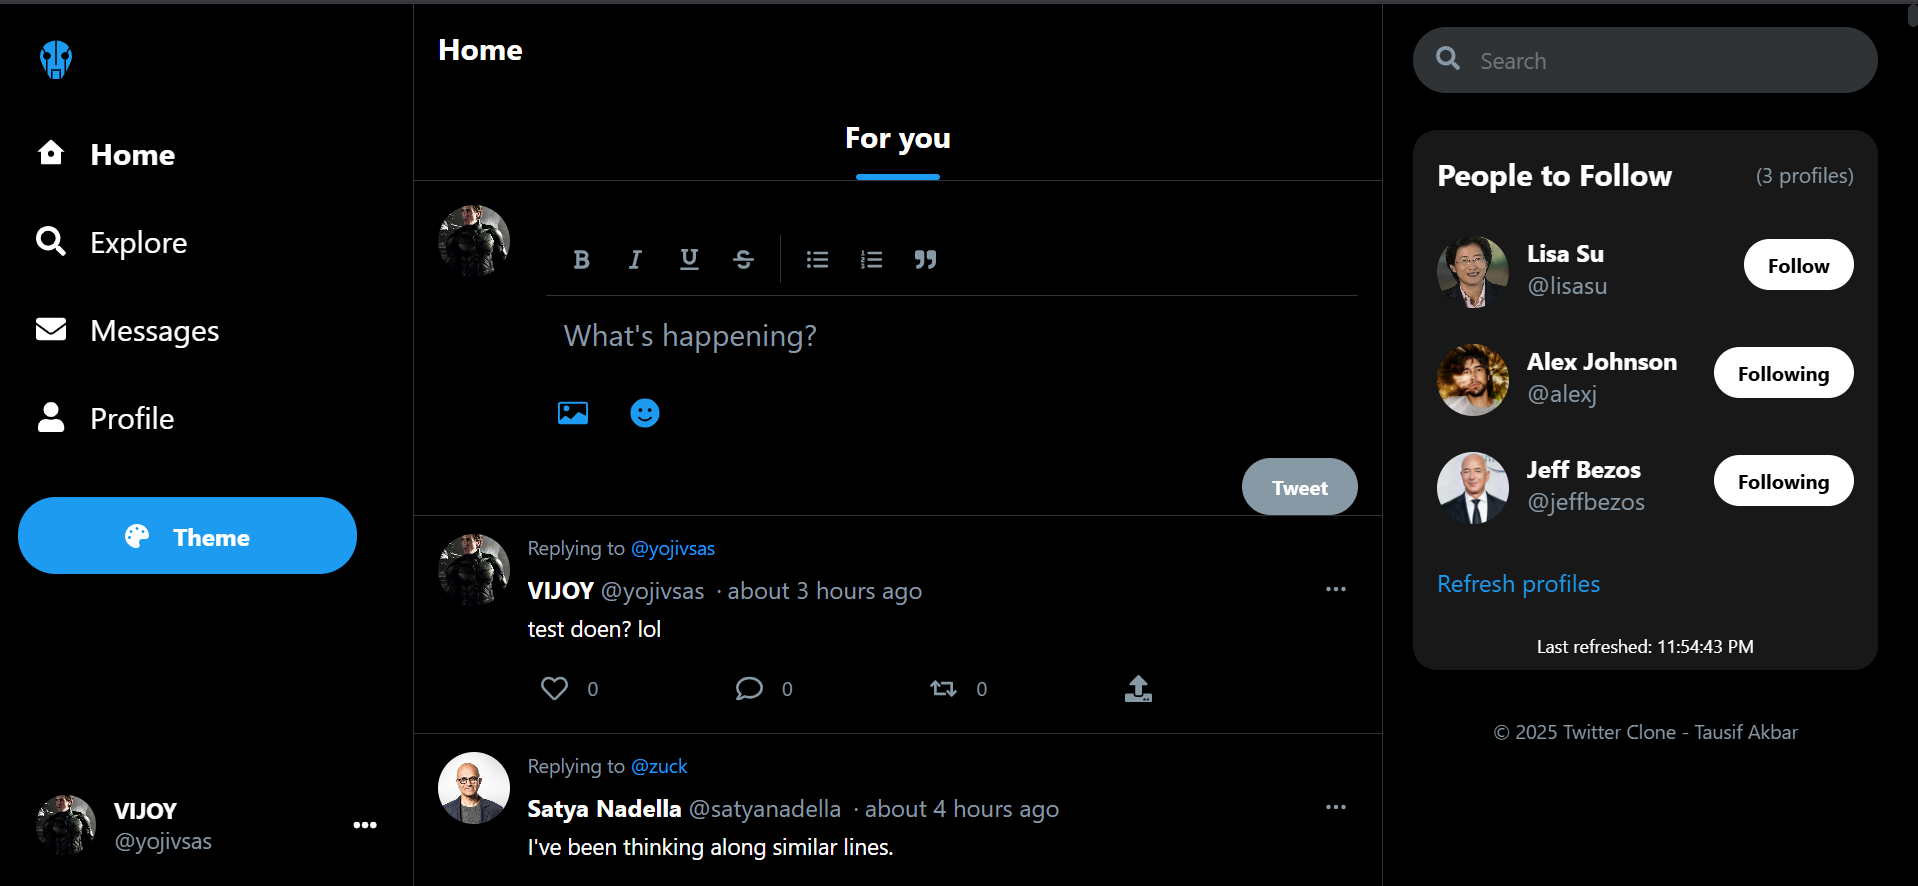 Home
Explore
Messages
Profile
Theme
VIJOY
@yojivsas
Home
For you
B I U S
What's happening?
Tweet
Replying to @yojivsas
VIJOY @yojivsas · about 3 hours ago
test doen? lol
0 0 0
Replying to @zuck
Satya Nadella @satyanadella · about 4 hours ago
I've been thinking along similar lines.
Search
People to Follow (3 profiles)
Lisa Su
@lisasu
Follow
Alex Johnson
@alexj
Following
Jeff Bezos
@jeffbezos
Following
Refresh profiles
Last refreshed: 11:54:43 PM
© 2025 Twitter Clone - Tausif Akbar